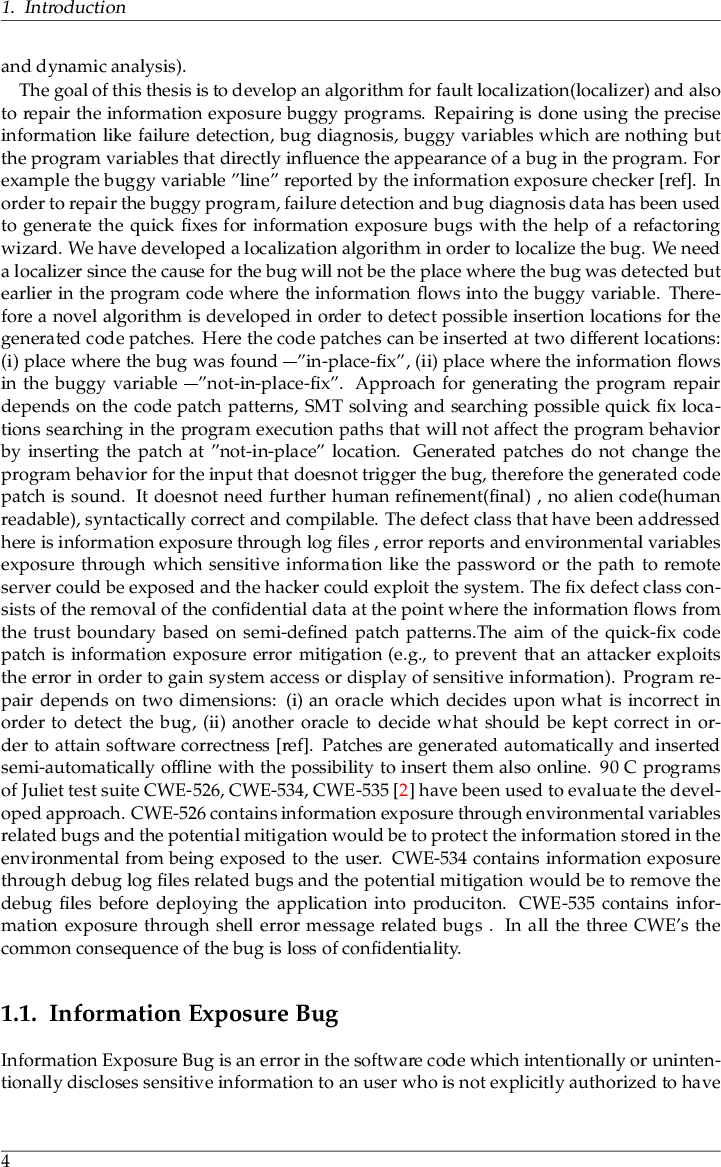 1. Introduction
and dynamic analysis).
The goal of this thesis is to develop an algorithm for fault localization(localizer) and also
to repair the information exposure buggy programs. Repairing is done using the precise
information like failure detection, bug diagnosis, buggy variables which are nothing but
the program variables that directly influence the appearance of a bug in the program. For
example the buggy variable ”line” reported by the information exposure checker [ref]. In
order to repair the buggy program, failure detection and bug diagnosis data has been used
to generate the quick fixes for information exposure bugs with the help of a refactoring
wizard. We have developed a localization algorithm in order to localize the bug. We need
a localizer since the cause for the bug will not be the place where the bug was detected but
earlier in the program code where the information flows into the buggy variable. There-
fore a novel algorithm is developed in order to detect possible insertion locations for the
generated code patches. Here the code patches can be inserted at two different locations:
(i) place where the bug was found —”in-place-fix”, (ii) place where the information flows
in the buggy variable —”not-in-place-fix”. Approach for generating the program repair
depends on the code patch patterns, SMT solving and searching possible quick fix loca-
tions searching in the program execution paths that will not affect the program behavior
by inserting the patch at ”not-in-place” location. Generated patches do not change the
program behavior for the input that doesnot trigger the bug, therefore the generated code
patch is sound. It doesnot need further human refinement(final) , no alien code(human
readable), syntactically correct and compilable. The defect class that have been addressed
here is information exposure through log files , error reports and environmental variables
exposure through which sensitive information like the password or the path to remote
server could be exposed and the hacker could exploit the system. The fix defect class con-
sists of the removal of the confidential data at the point where the information flows from
the trust boundary based on semi-defined patch patterns.The aim of the quick-fix code
patch is information exposure error mitigation (e.g., to prevent that an attacker exploits
the error in order to gain system access or display of sensitive information). Program re-
pair depends on two dimensions: (i) an oracle which decides upon what is incorrect in
order to detect the bug, (ii) another oracle to decide what should be kept correct in or-
der to attain software correctness [ref]. Patches are generated automatically and inserted
semi-automatically offline with the possibility to insert them also online. 90 C programs
of Juliet test suite CWE-526, CWE-534, CWE-535 [2] have been used to evaluate the devel-
oped approach. CWE-526 contains information exposure through environmental variables
related bugs and the potential mitigation would be to protect the information stored in the
environmental from being exposed to the user. CWE-534 contains information exposure
through debug log files related bugs and the potential mitigation would be to remove the
debug files before deploying the application into produciton. CWE-535 contains infor-
mation exposure through shell error message related bugs . In all the three CWE’s the
common consequence of the bug is loss of confidentiality.
1.1. Information Exposure Bug
Information Exposure Bug is an error in the software code which intentionally or uninten-
tionally discloses sensitive information to an user who is not explicitly authorized to have
4